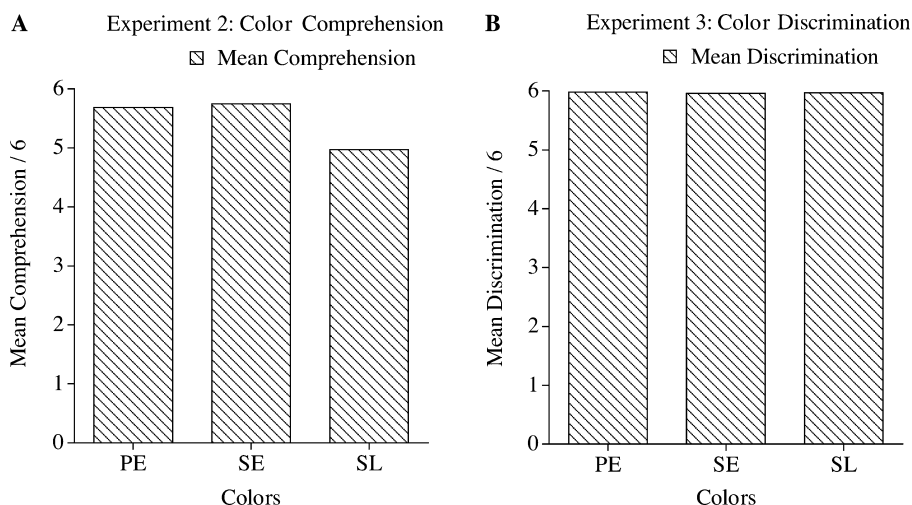 A
Experiment 2: Color Comprehension
Mean Comprehension
Mean Comprehension / 6
6
5
4
3
2
1
0
PE SE SL
Colors
B
Experiment 3: Color Discrimination
Mean Discrimination
Mean Discrimination / 6
6
5
4
3
2
1
0
PE SE SL
Colors